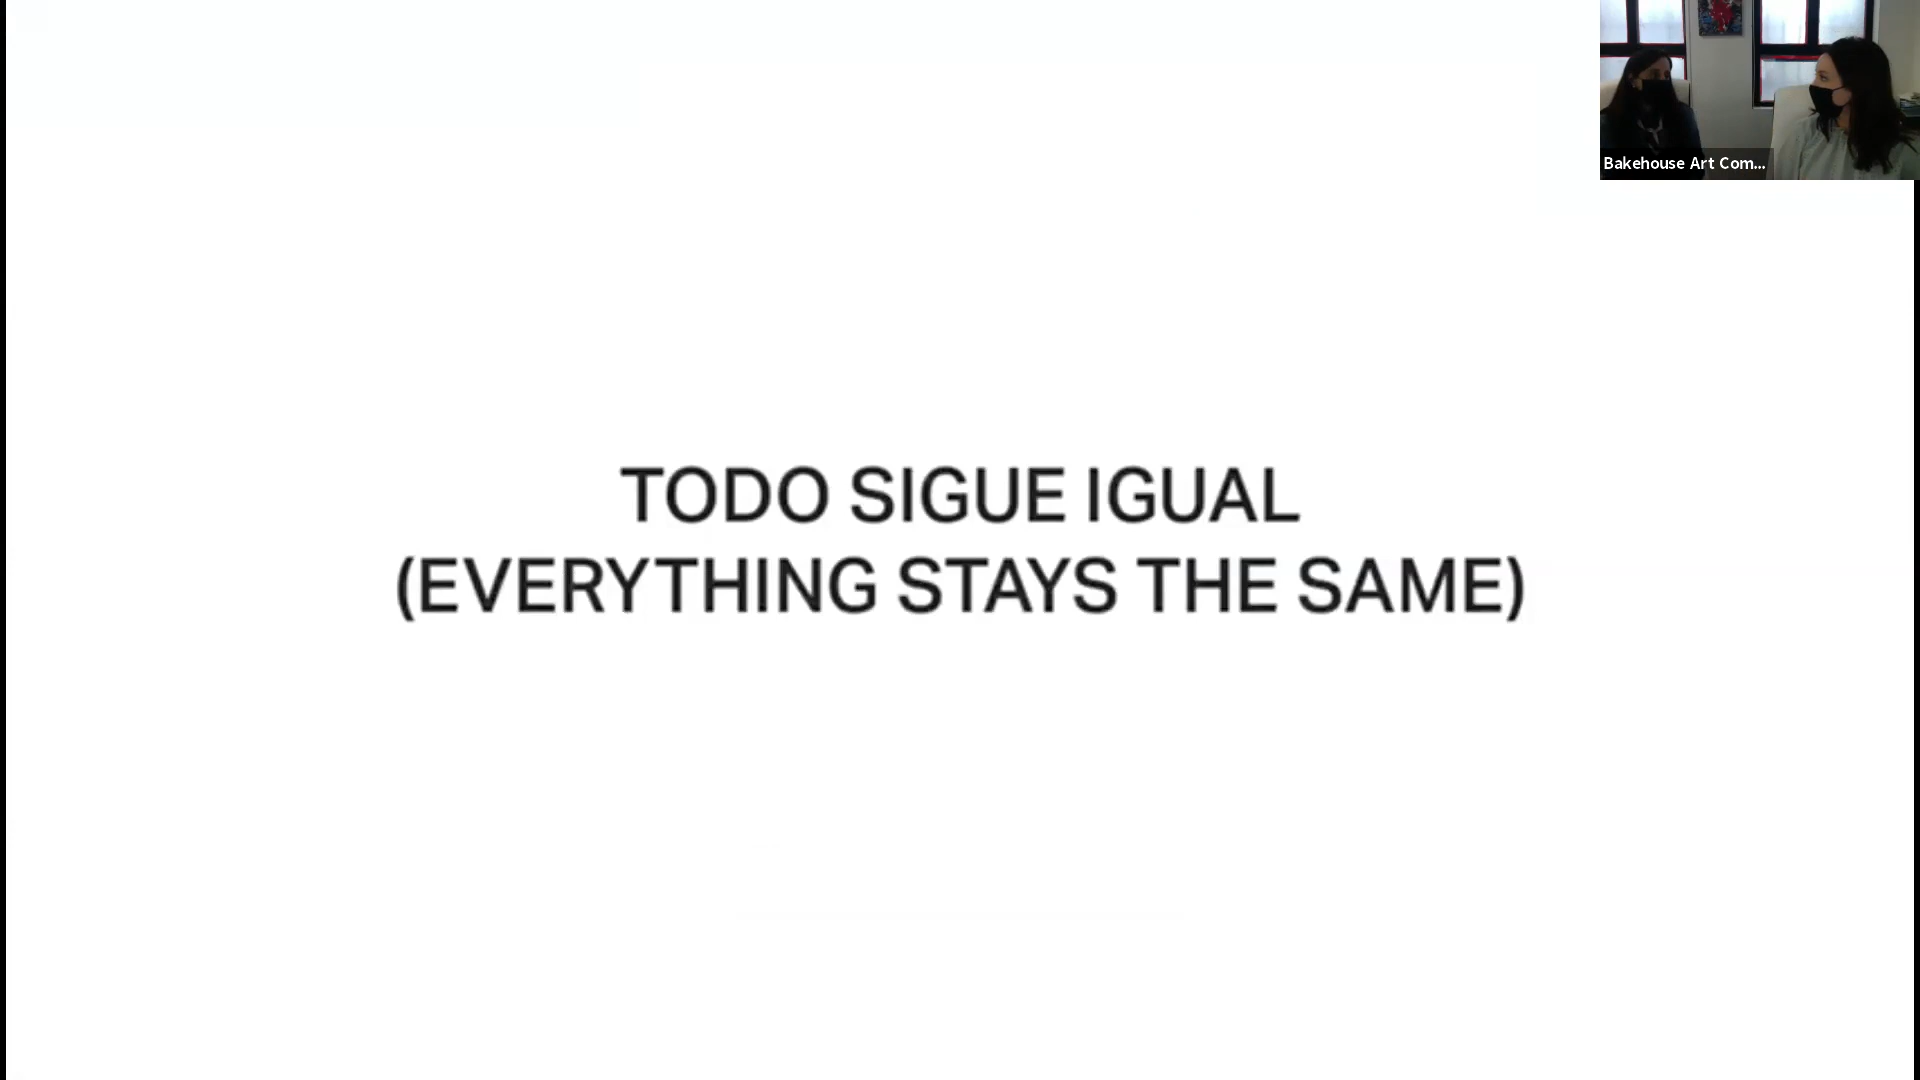 Bakehouse Art Com...
TODO SIGUE IGUAL
(EVERYTHING STAYS THE SAME)